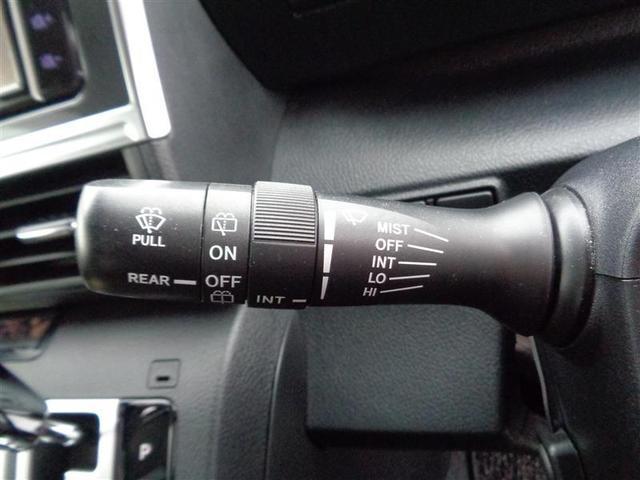 PULL
REAR
ON
OFF
INT
MIST
OFF
INT
LO
HI
P